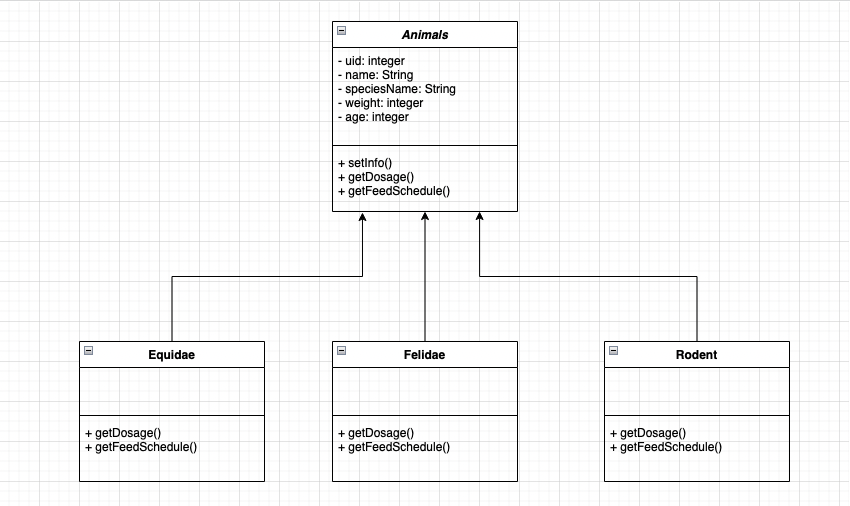 Animals
- uid: integer
- name: String
- speciesName: String
- weight: integer
- age: integer
+ setInfo()
+ getDosage()
+ getFeedSchedule()
Equidae
+ getDosage()
+ getFeedSchedule()
Felidae
+ getDosage()
+ getFeedSchedule()
Rodent
+ getDosage()
+ getFeedSchedule()